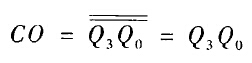 $CO = \overline{\overline{Q_3 Q_0}} = Q_3 Q_0$